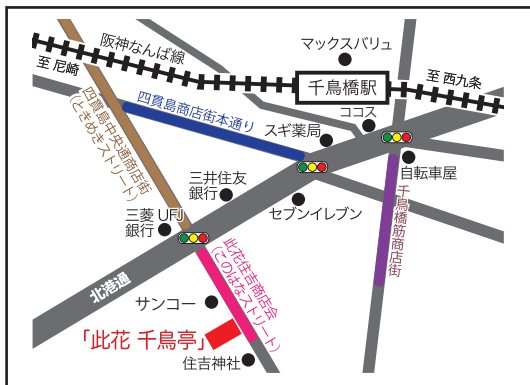 阪神なんば線
マックスバリュ
至 尼崎
千鳥橋駅
至 西九条
四貫島商店街本通り
ココス
スギ薬局
四貫島中央通商店街
(ときめきストリート)
自転車屋
三井住友
銀行
セブンイレブン
千鳥橋筋商店街
三菱 UFJ
銀行
此花住吉商店会
(このはなストリート)
北港通
サンコー
「此花 千鳥亭」
住吉神社